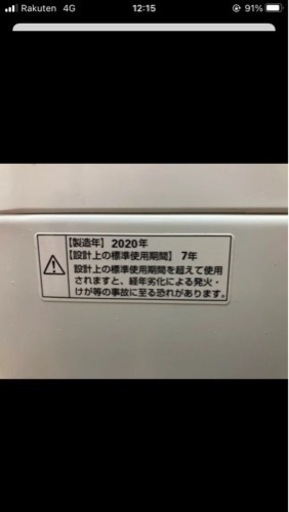 Rakuten 4G
12:15
91%
【製造年】 2020年
【設計上の標準使用期間】 7年
設計上の標準使用期間を超えて使用
されますと、経年劣化による発火・
けが等の事故に至る恐れがあります。